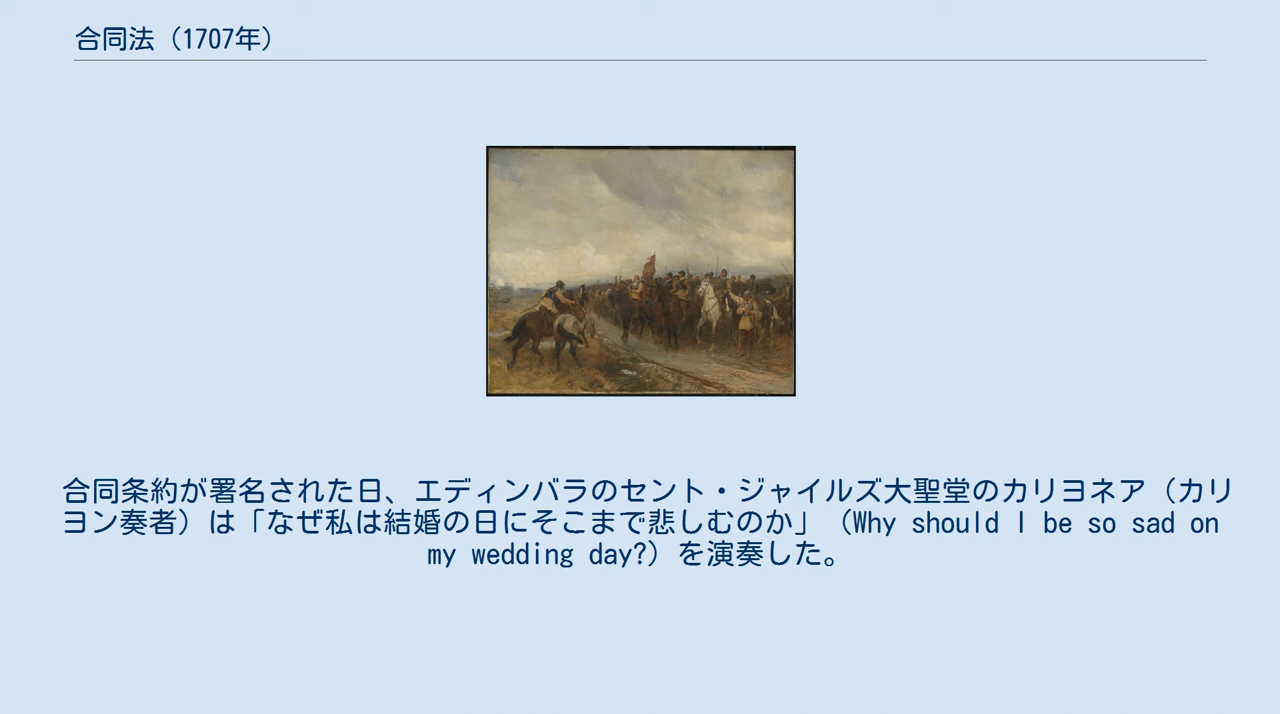 合同法（1707年）
合同条約が署名された日、エディンバラのセント・ジャイルズ大聖堂のカリヨネア（カリ
ヨン奏者）は「なぜ私は結婚の日にそこまで悲しむのか」（Why should I be so sad on
my wedding day?）を演奏した。